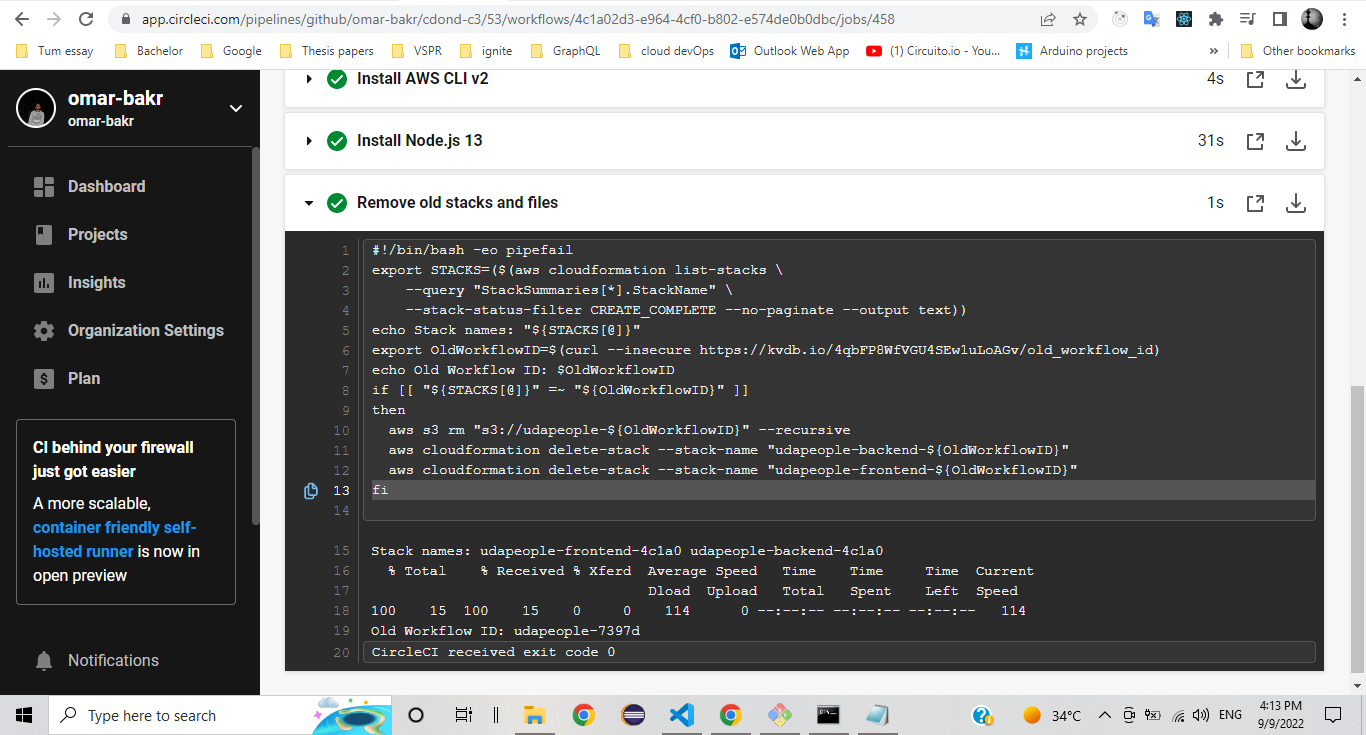 app.circleci.com/pipelines/github/omar-bakr/cdond-c3/53/workflows/4c1a02d3-e964-4cf0-b802-e574de0b0dbc/jobs/458
Tum essay
Bachelor
Google
Thesis papers
VSPR
ignite
GraphQL
cloud devOps
Outlook Web App
(1) Circuito.io - You...
Arduino projects
»
Other bookmarks
omar-bakr
omar-bakr
Dashboard
Projects
Insights
Organization Settings
Plan
CI behind your firewall
just got easier
A more scalable,
container friendly self-
hosted runner is now in
open preview
Notifications
Install AWS CLI v2 4s
Install Node.js 13 31s
Remove old stacks and files 1s
1 #!/bin/bash -eo pipefail
2 export STACKS=($(aws cloudformation list-stacks \
3 --query "StackSummaries[*].StackName" \
4 --stack-status-filter CREATE_COMPLETE --no-paginate --output text))
5 echo Stack names: "${STACKS[@]}"
6 export OldWorkflowID=$(curl --insecure https://kvdb.io/4qbFP8WfVGU4SEw1uLoAGv/old_workflow_id)
7 echo Old Workflow ID: $OldWorkflowID
8 if [[ "${STACKS[@]}" =~ "${OldWorkflowID}" ]]
9 then
10 aws s3 rm "s3://udapeople-${OldWorkflowID}" --recursive
11 aws cloudformation delete-stack --stack-name "udapeople-backend-${OldWorkflowID}"
12 aws cloudformation delete-stack --stack-name "udapeople-frontend-${OldWorkflowID}"
13 fi
14
15 Stack names: udapeople-frontend-4c1a0 udapeople-backend-4c1a0
16 % Total % Received % Xferd Average Speed Time Time Time Current
17 Dload Upload Total Spent Left Speed
18 100 15 100 15 0 0 114 0 --:--:-- --:--:-- --:--:-- 114
19 Old Workflow ID: udapeople-7397d
20 CircleCI received exit code 0
Type here to search
34°C
ENG
4:13 PM
9/9/2022